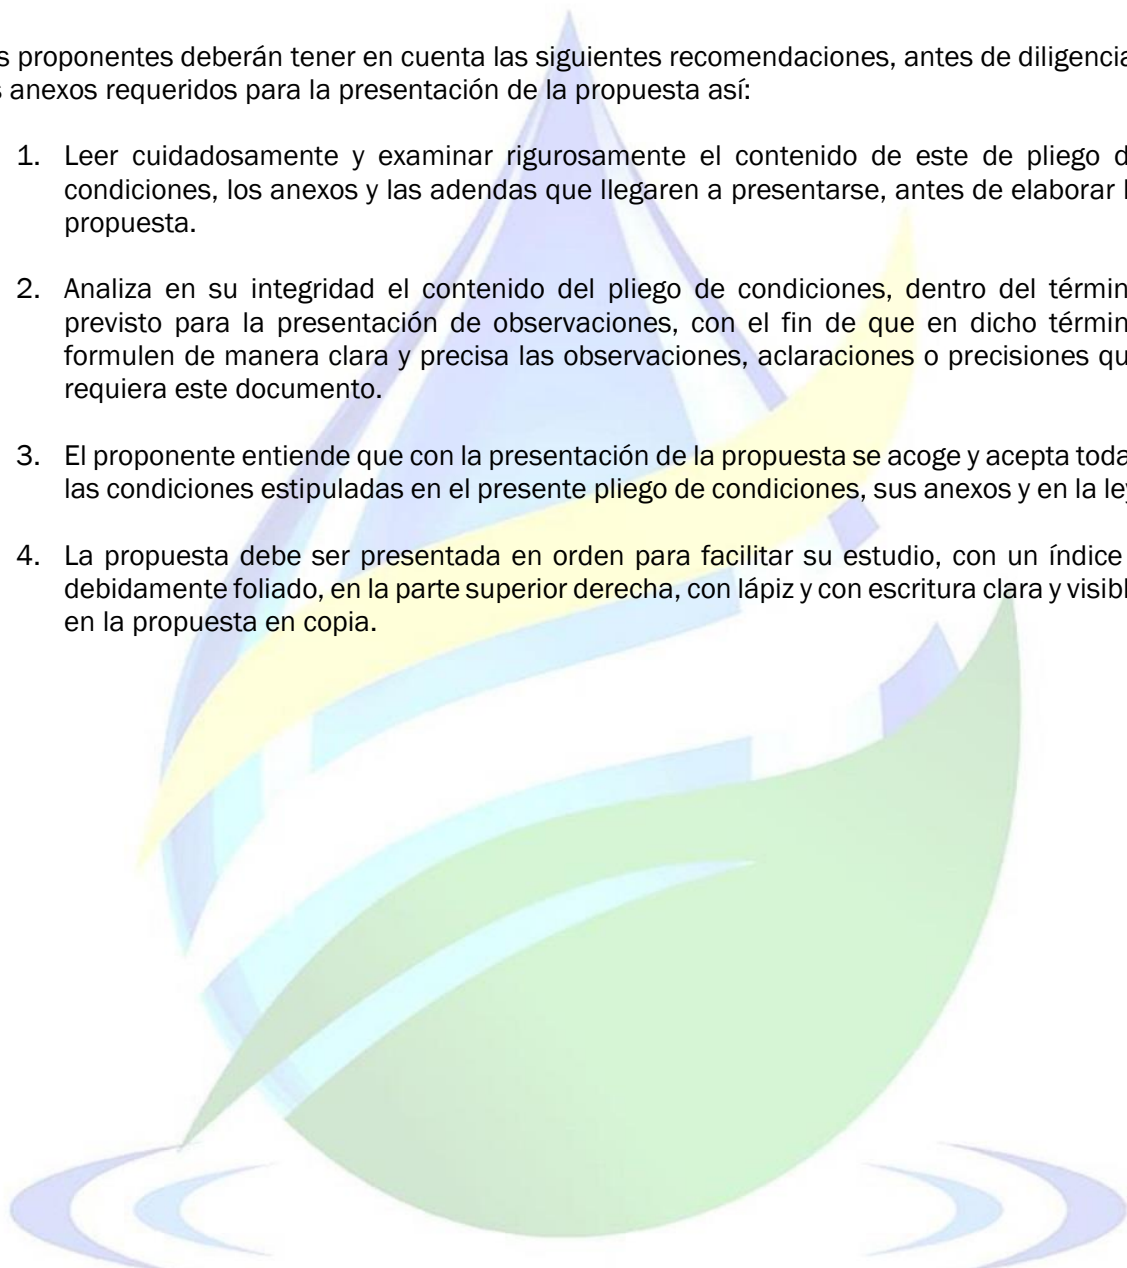 s proponentes deberán tener en cuenta las siguientes recomendaciones, antes de diligencia
s anexos requeridos para la presentación de la propuesta así:
1. Leer cuidadosamente y examinar rigurosamente el contenido de este de pliego d
condiciones, los anexos y las adendas que llegaren a presentarse, antes de elaborar l
propuesta.
2. Analiza en su integridad el contenido del pliego de condiciones, dentro del términ
previsto para la presentación de observaciones, con el fin de que en dicho términ
formulen de manera clara y precisa las observaciones, aclaraciones o precisiones qu
requiera este documento.
3. El proponente entiende que con la presentación de la propuesta se acoge y acepta toda
las condiciones estipuladas en el presente pliego de condiciones, sus anexos y en la ley
4. La propuesta debe ser presentada en orden para facilitar su estudio, con un índice
debidamente foliado, en la parte superior derecha, con lápiz y con escritura clara y visibl
en la propuesta en copia.